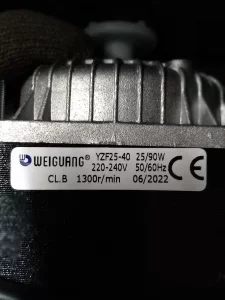 WEIGUANG® YZF25-40 25/90W
220-240V 50/60Hz
CL.B 1300r/min 06/2022
CE